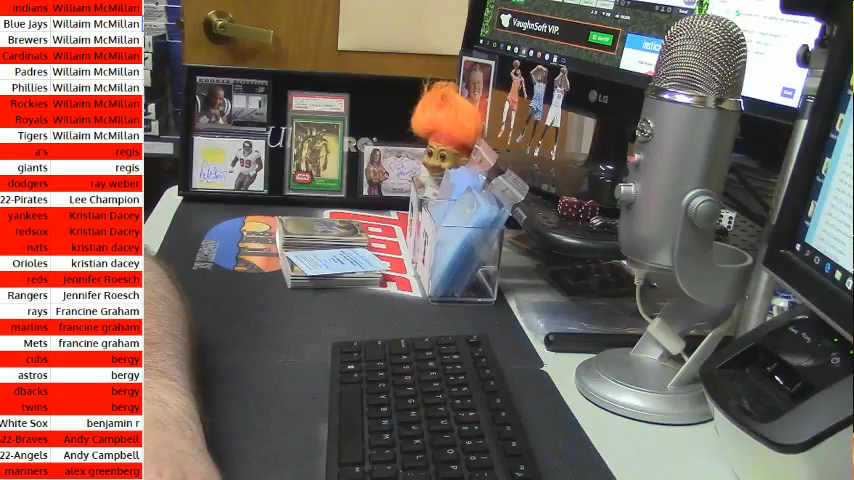 indians Willaim McMillan
Blue Jays Willaim McMillan
Brewers Willaim McMillan
Cardinals Willaim McMillan
Padres Willaim McMillan
Phillies Willaim McMillan
Rockies Willaim McMillan
Royals Willaim McMillan
Tigers Willaim McMillan
a's regis
giants regis
dodgers ray weber
22-Pirates Lee Champion
yankees Kristian Dacey
redsox Kristian Dacey
nats kristian dacey
Orioles kristian dacey
reds Jennifer Roesch
Rangers Jennifer Roesch
rays Francine Graham
marlins francine graham
Mets francine graham
cubs bergy
astros bergy
dbacks bergy
twins bergy
White Sox benjamin r
22-Braves Andy Campbell
22-Angels Andy Campbell
mariners alex greenberg
VaughnSoft VIP.
LG
STAR WARS
TOPPS